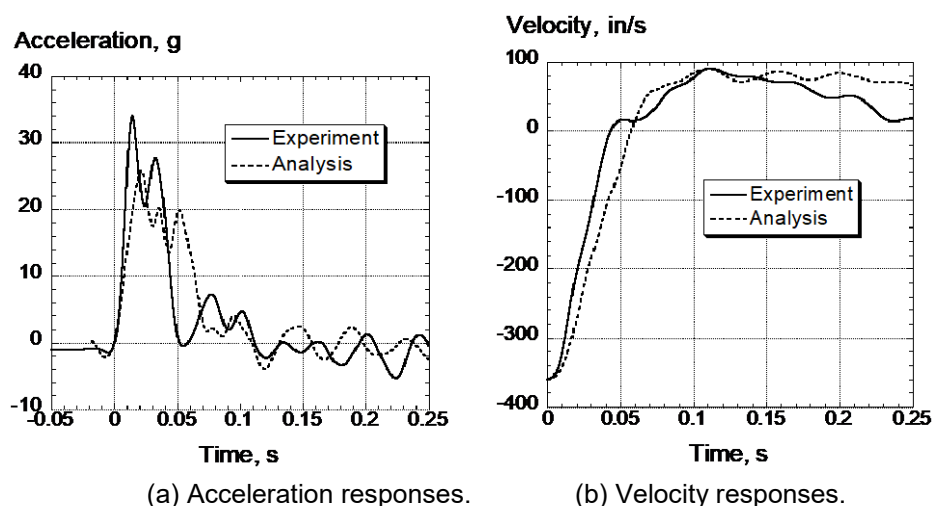 Acceleration, g
40
30
20
10
0
-10
-0.05 0 0.05 0.1 0.15 0.2 0.25
Time, s
Experiment
Analysis
(a) Acceleration responses.
Velocity, in/s
100
0
-100
-200
-300
-400
0 0.05 0.1 0.15 0.2 0.25
Time, s
Experiment
Analysis
(b) Velocity responses.